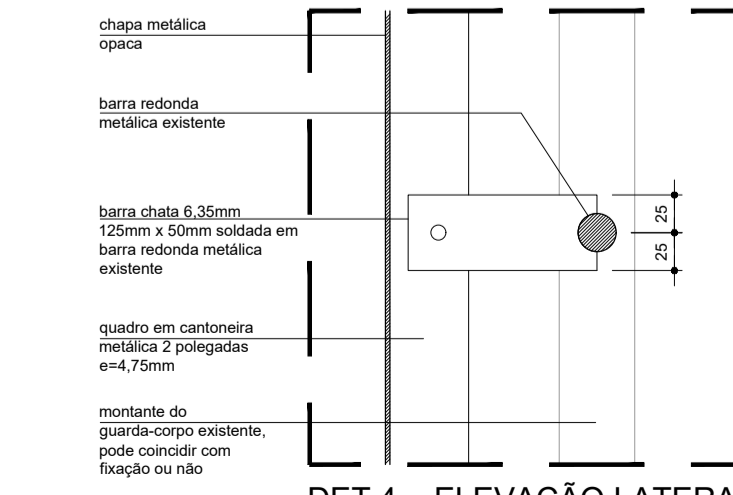 chapa metálica
opaca
barra redonda
metálica existente
barra chata 6,35mm
125mm x 50mm soldada em
barra redonda metálica
existente
25
25
quadro em cantoneira
metálica 2 polegadas
e=4,75mm
montante do
guarda-corpo existente,
pode coincidir com
fixação ou não